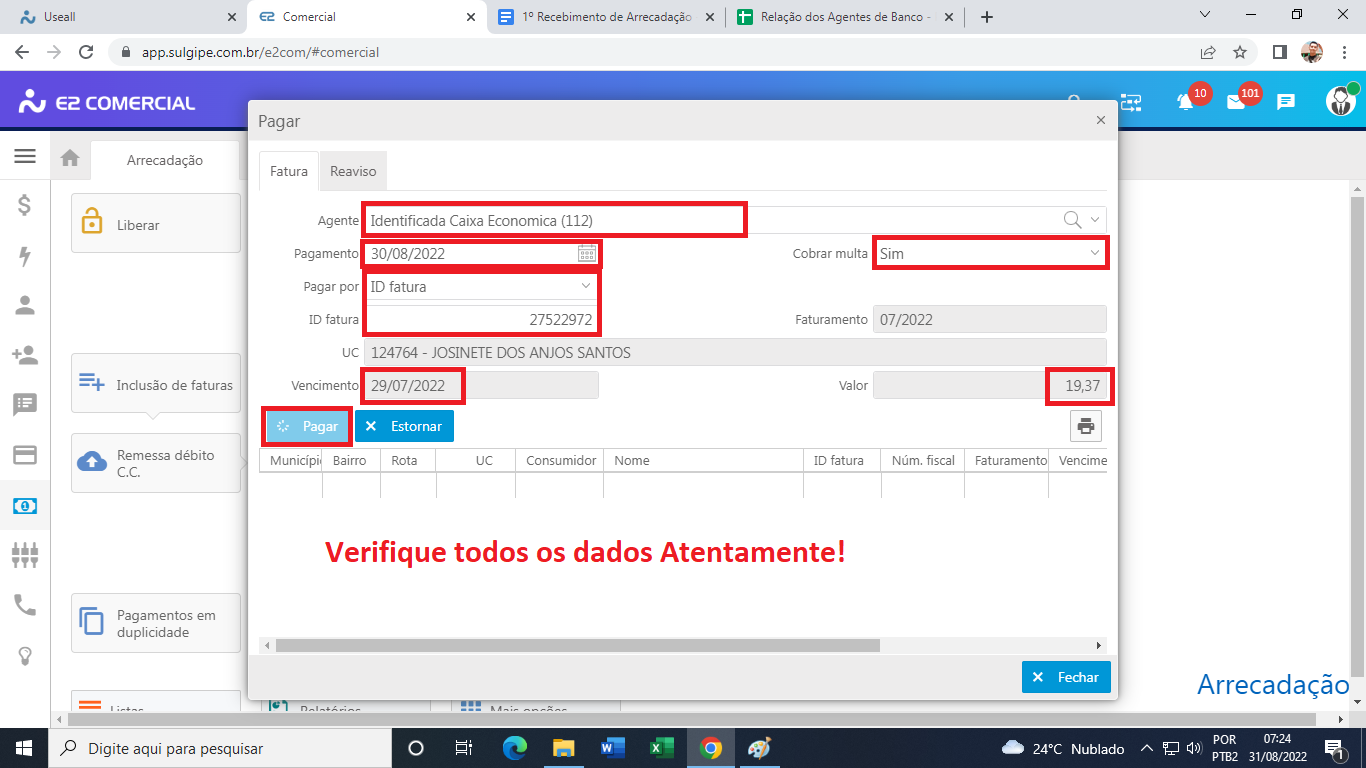 Useall
Comercial
1º Recebimento de Arrecadação
Relação dos Agentes de Banco -
app.sulgipe.com.br/e2com/#comercial
E2 COMERCIAL
10
101
Arrecadação
Pagar
Fatura
Reaviso
Agente
Identificada Caixa Economica (112)
Pagamento
30/08/2022
Cobrar multa
Sim
Pagar por
ID fatura
ID fatura
27522972
Faturamento
07/2022
UC
124764 - JOSINETE DOS ANJOS SANTOS
Vencimento
29/07/2022
Valor
19,37
Pagar
Estornar
Município
Bairro
Rota
UC
Consumidor
Nome
ID fatura
Núm. fiscal
Faturamento
Vencime
Verifique todos os dados Atentamente!
Fechar
Liberar
Inclusão de faturas
Remessa débito
C.C.
Pagamentos em
duplicidade
Listas
Relatórios
Mais opções
Arrecadação
Digite aqui para pesquisar
24°C Nublado
POR
PTB2
07:24
31/08/2022
1